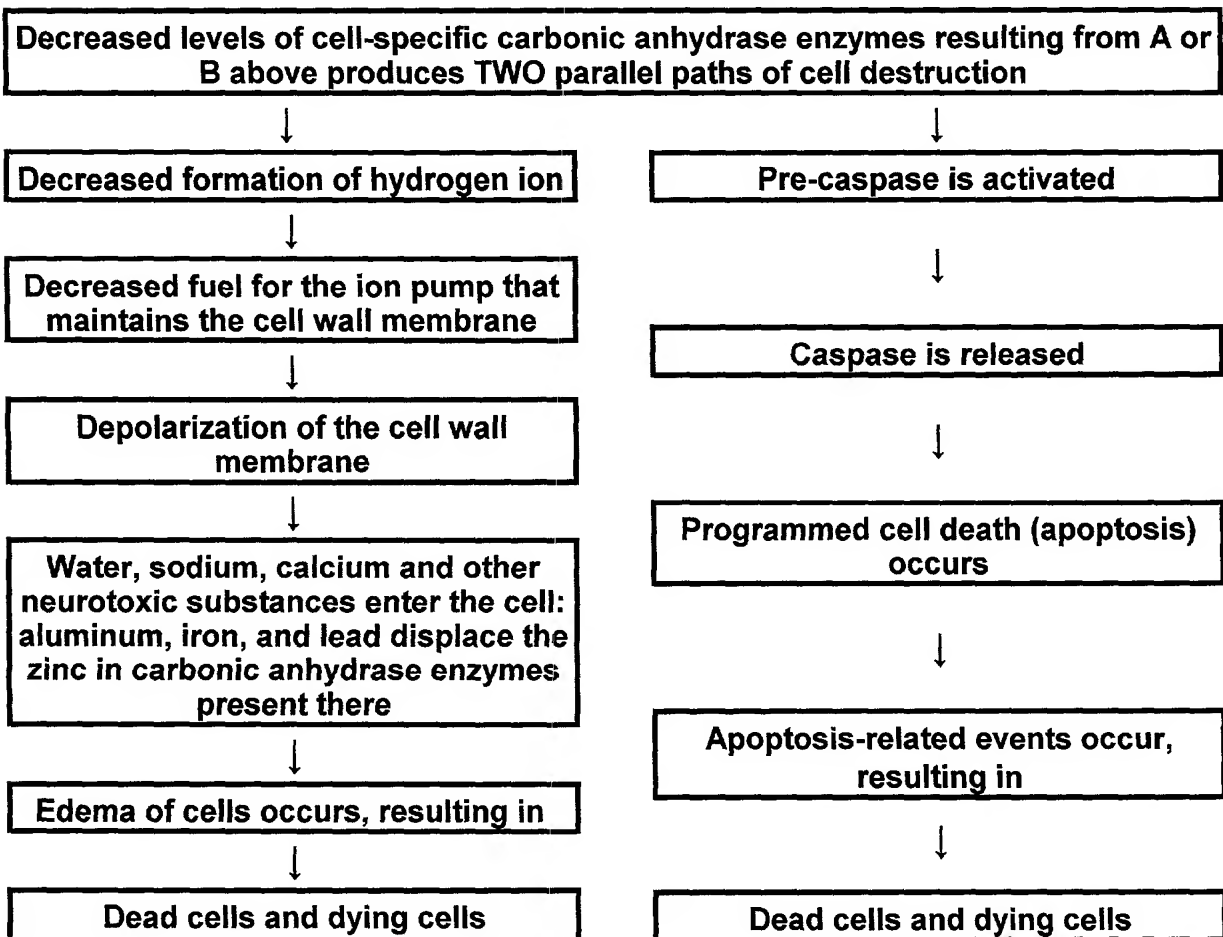 Decreased levels of cell-specific carbonic anhydrase enzymes resulting from A or
B above produces TWO parallel paths of cell destruction
↓
↓
Decreased formation of hydrogen ion
Pre-caspase is activated
↓
↓
Decreased fuel for the ion pump that
maintains the cell wall membrane
Caspase is released
↓
↓
Depolarization of the cell wall
membrane
Programmed cell death (apoptosis)
occurs
↓
↓
Water, sodium, calcium and other
neurotoxic substances enter the cell:
aluminum, iron, and lead displace the
zinc in carbonic anhydrase enzymes
present there
Apoptosis-related events occur,
resulting in
↓
↓
Edema of cells occurs, resulting in
↓
Dead cells and dying cells
Dead cells and dying cells